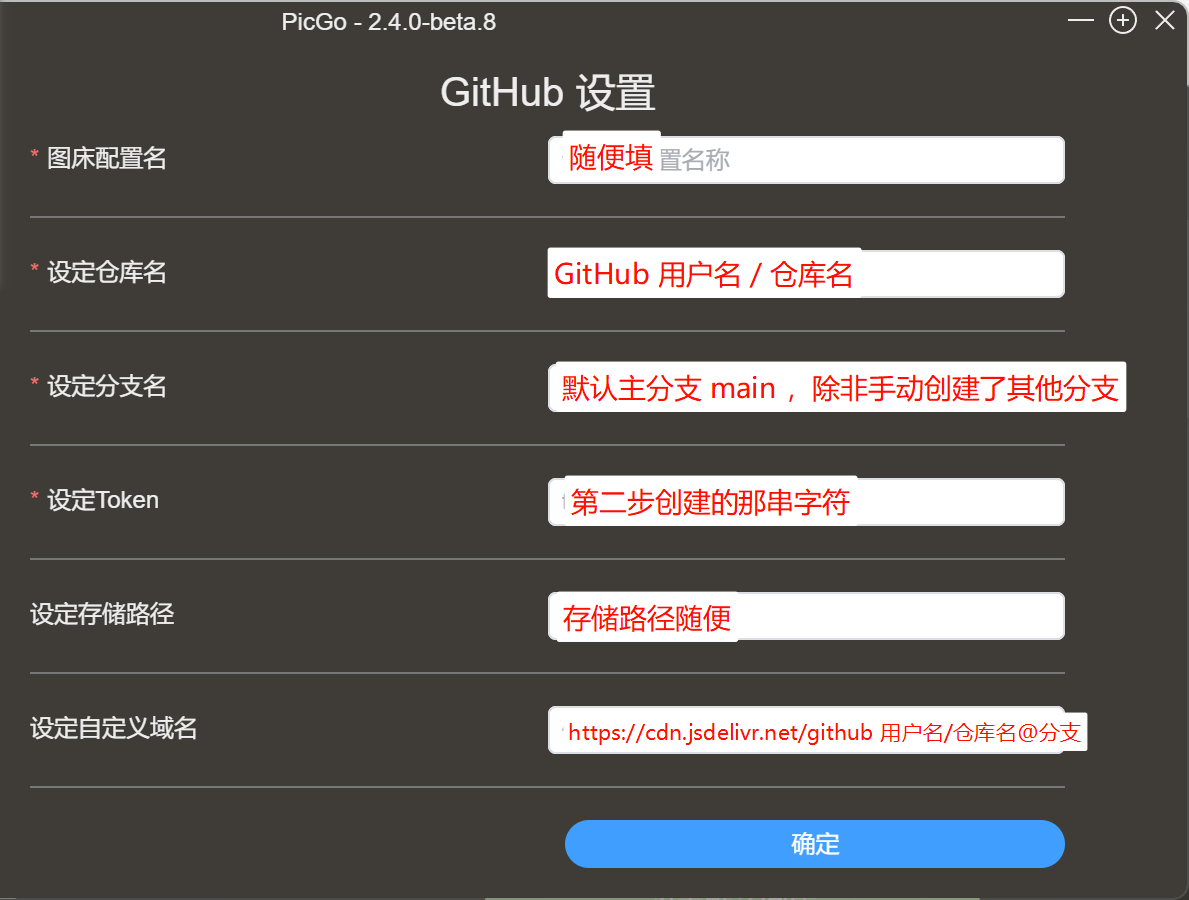 PicGo - 2.4.0-beta.8
GitHub 设置
* 图床配置名
随便填 置名称
* 设定仓库名
GitHub 用户名 / 仓库名
* 设定分支名
默认主分支 main ，除非手动创建了其他分支
* 设定Token
第二步创建的那串字符
设定存储路径
存储路径随便
设定自定义域名
https://cdn.jsdelivr.net/github 用户名/仓库名@分支
确定